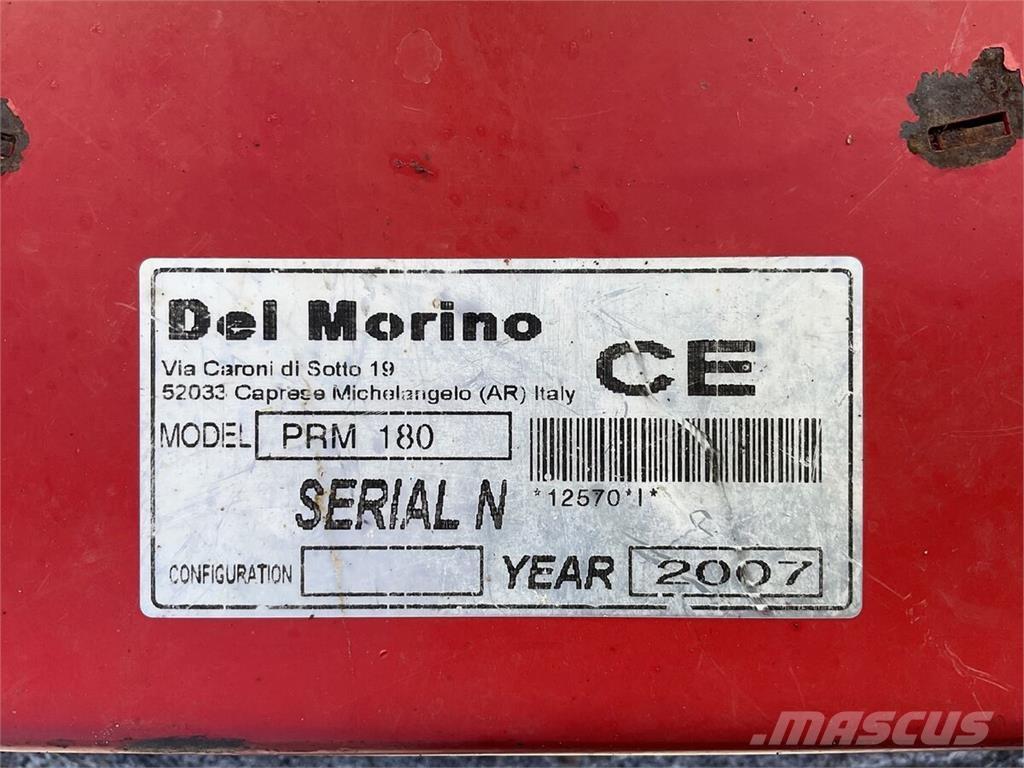 Del Morino
Via Caroni di Sotto 19
52033 Caprese Michelangelo (AR) Italy
CE
MODEL PRM 180
*12570*I*
SERIAL N
CONFIGURATION
YEAR 2007
MASCUS